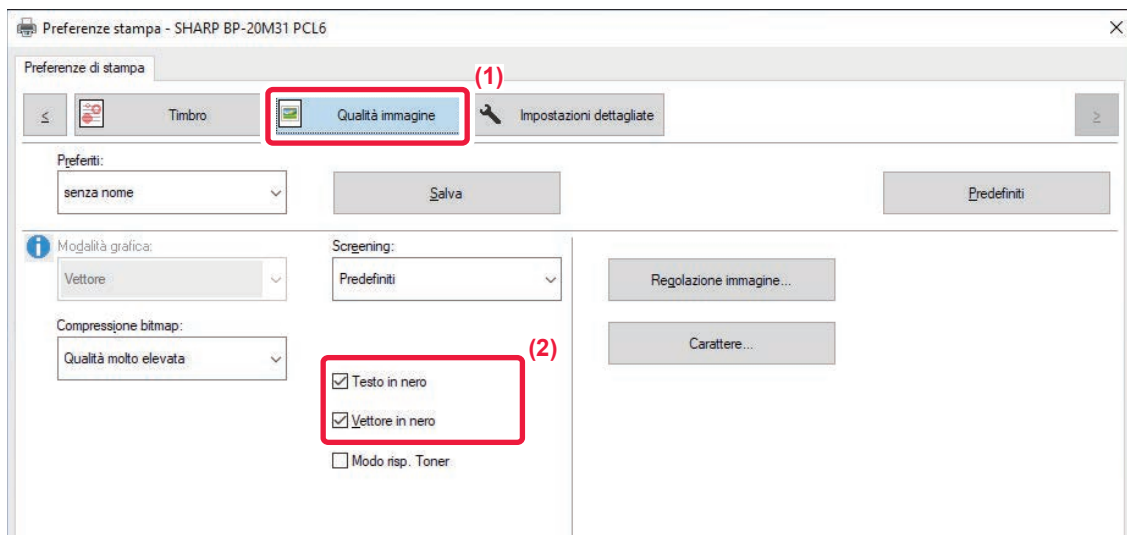 Preferenze stampa - SHARP BP-20M31 PCL6
Preferenze di stampa
(1)
<
Timbro
Qualità immagine
Impostazioni dettagliate
>
Preferiti:
senza nome
Salva
Predefiniti
Modalità grafica:
Vettore
Screening:
Predefiniti
Regolazione immagine...
Compressione bitmap:
Qualità molto elevata
Carattere...
(2)
Testo in nero
Vettore in nero
Modo risp. Toner